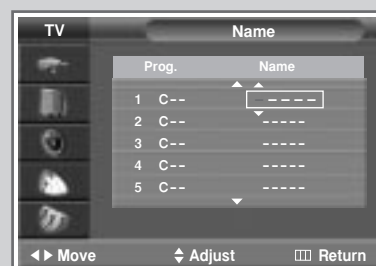 TV Name
Prog. Name
1 C-- -----
2 C-- -----
3 C-- -----
4 C-- -----
5 C-- -----
Move Adjust Return